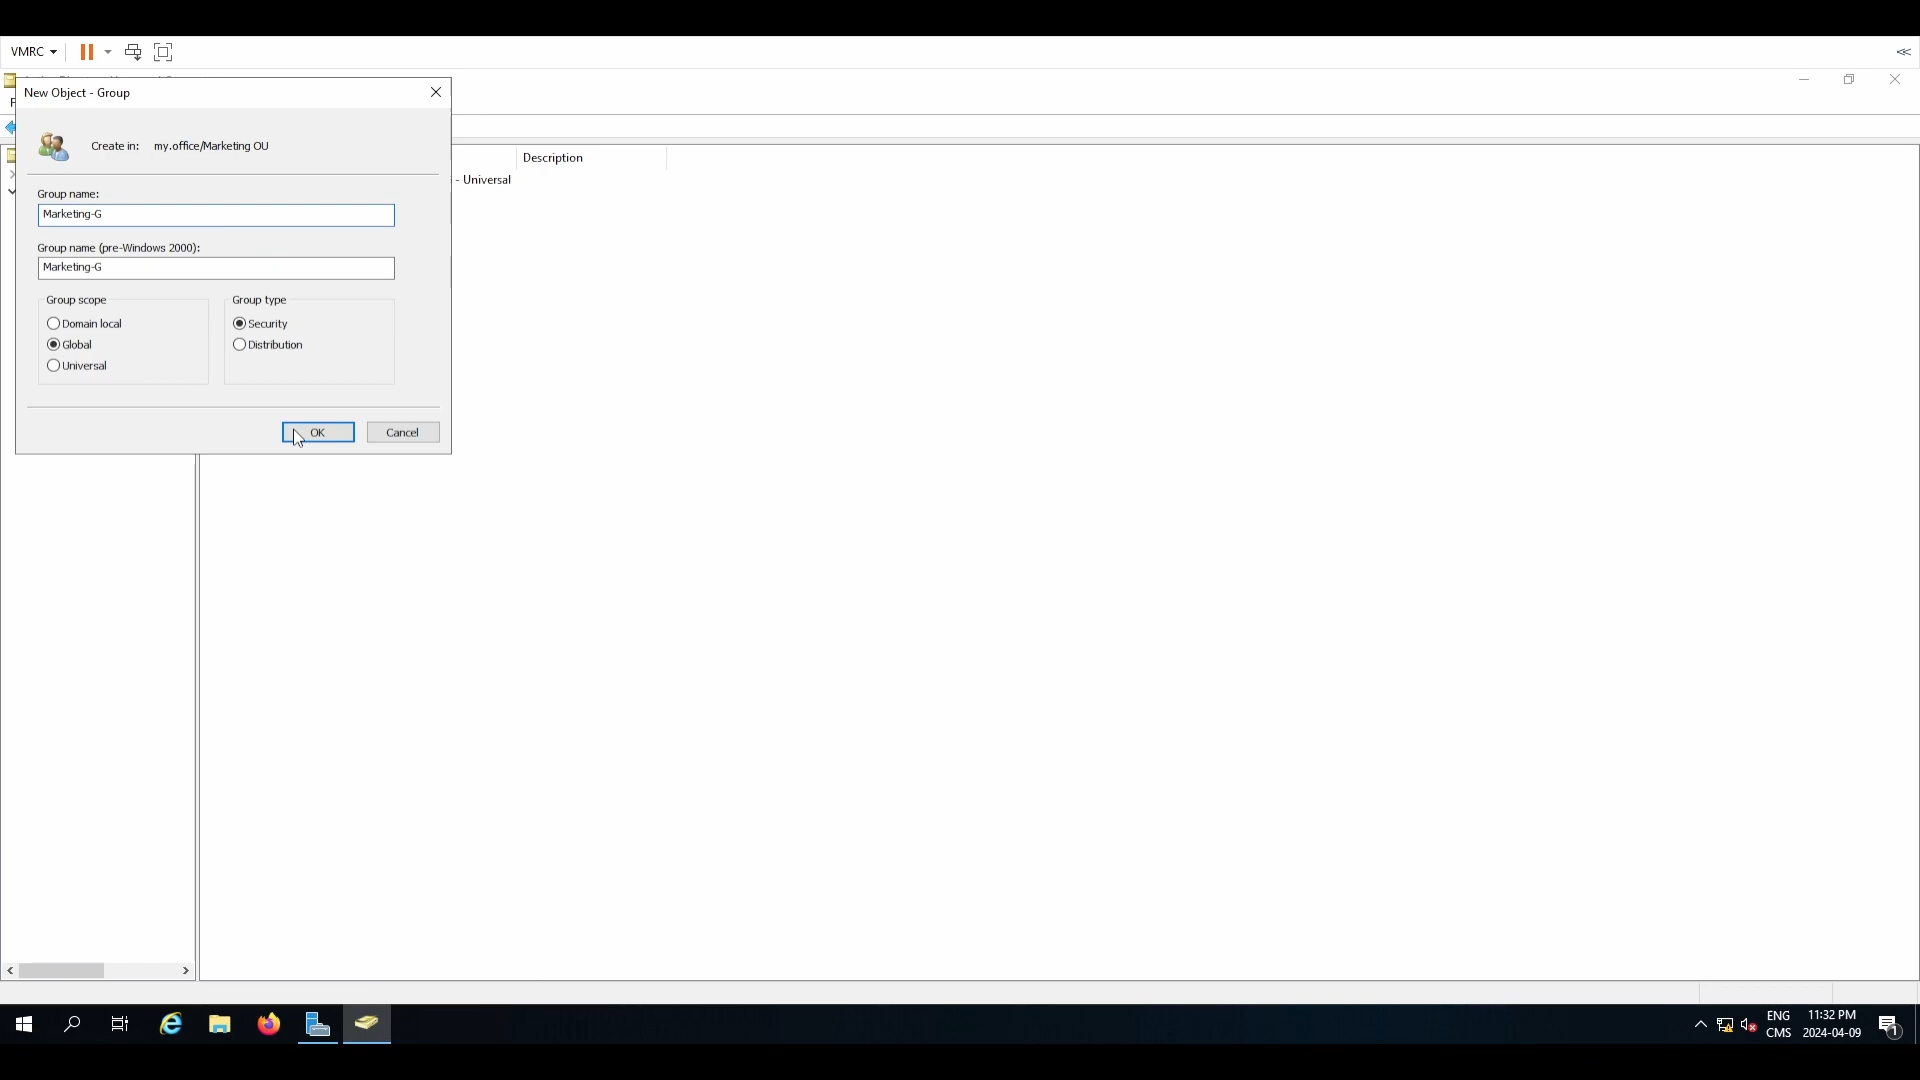 VMRC
New Object - Group
Create in: my.office/Marketing OU
Description
- Universal
Group name:
Marketing-G
Group name (pre-Windows 2000):
Marketing-G
Group scope
Group type
Domain local
Security
Global
Distribution
Universal
OK
Cancel
ENG
11:32 PM
CMS
2024-04-09
1